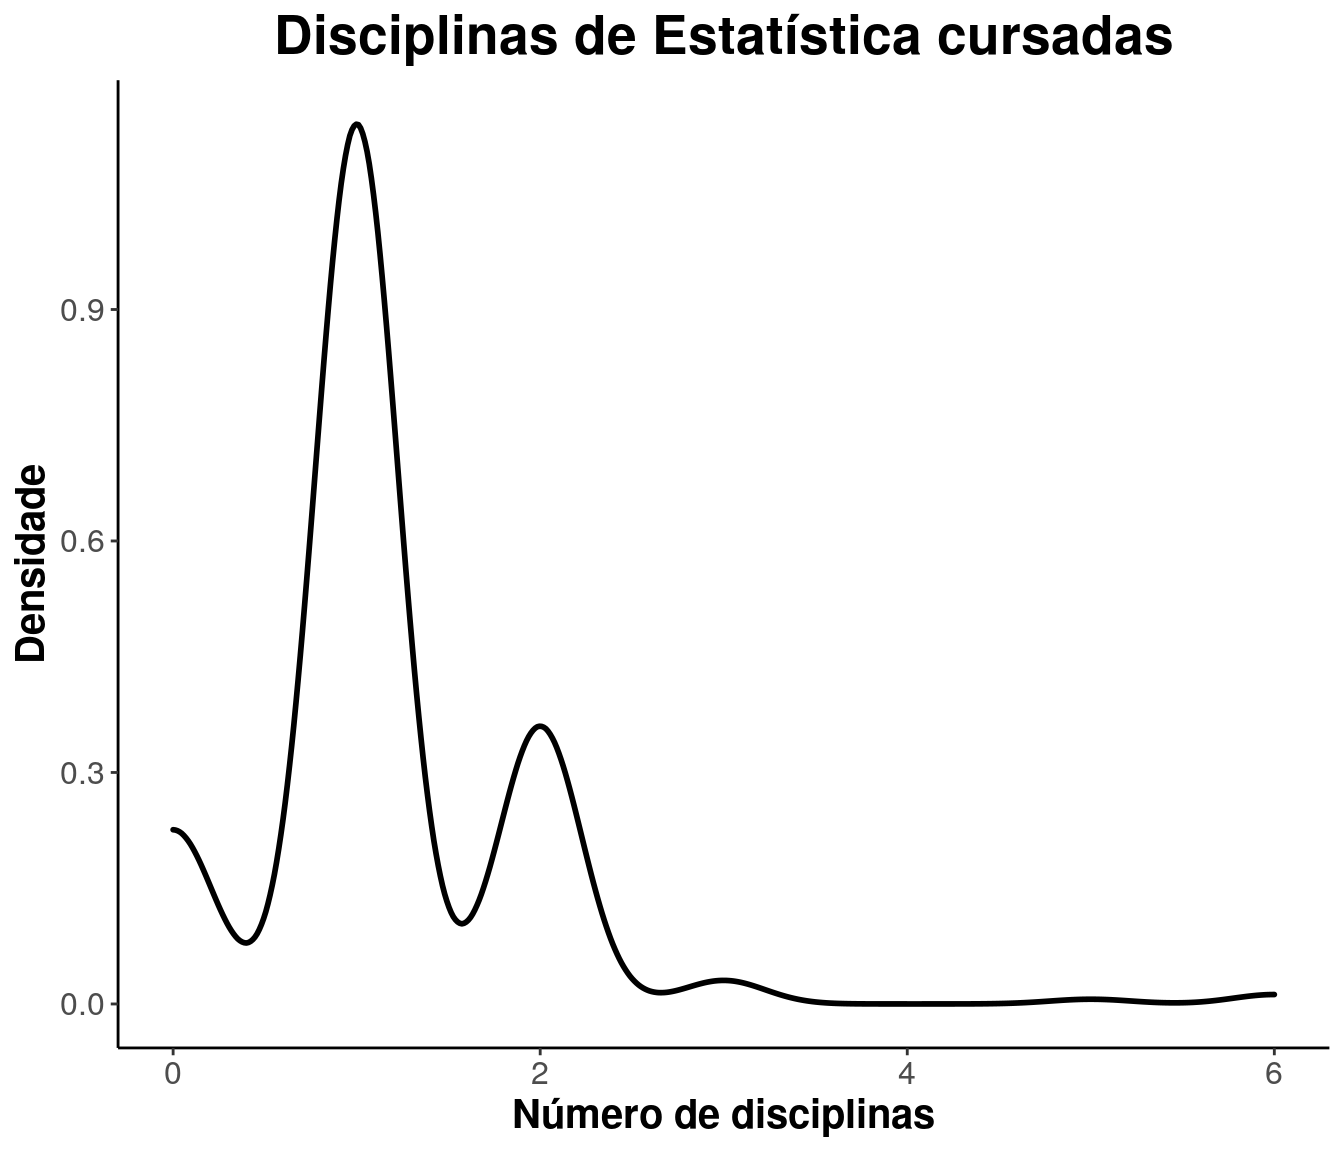 Disciplinas de Estatística cursadas
Densidade
0.9
0.6
0.3
0.0
0 2 4 6
Número de disciplinas